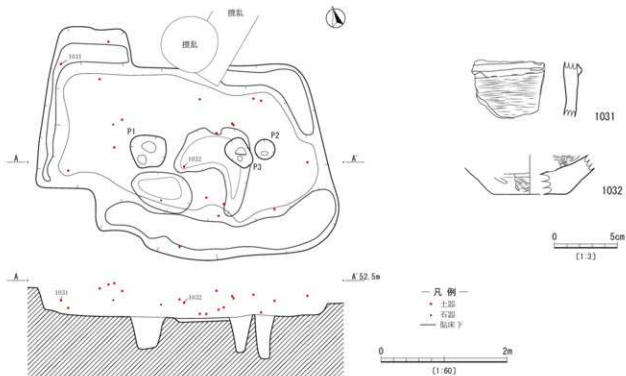 撹乱
撹乱
1031
P1
P2
A
A'
1032
P3
1031
1032
0 5cm
[1:3]
A
A'52.5m
1031
1032
― 凡 例 ―
土器
石器
貼床下
0 2m
[1:60]